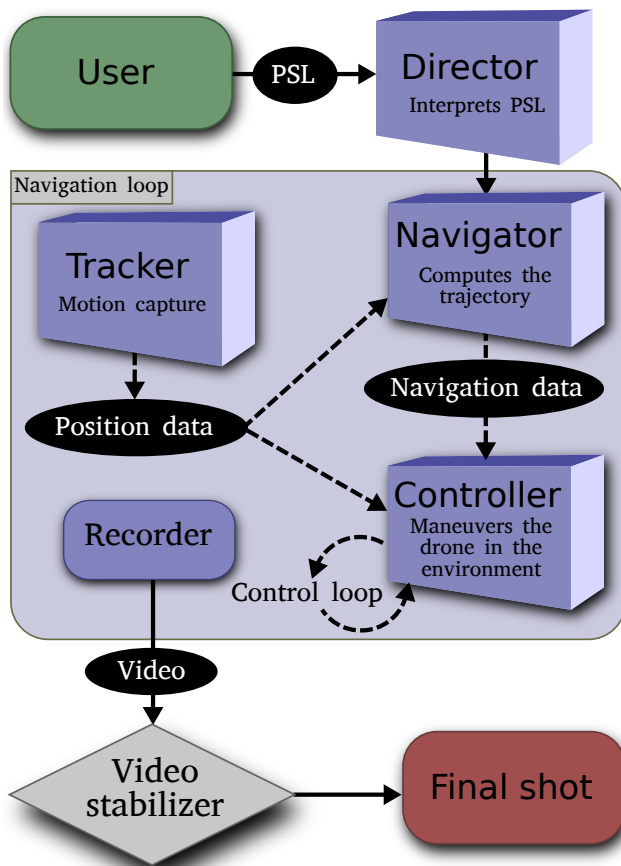 User
PSL
Director
Interprets PSL
Navigation loop
Tracker
Motion capture
Navigator
Computes the
trajectory
Position data
Navigation data
Recorder
Controller
Maneuvers the
drone in the
environment
Control loop
Video
Video
stabilizer
Final shot